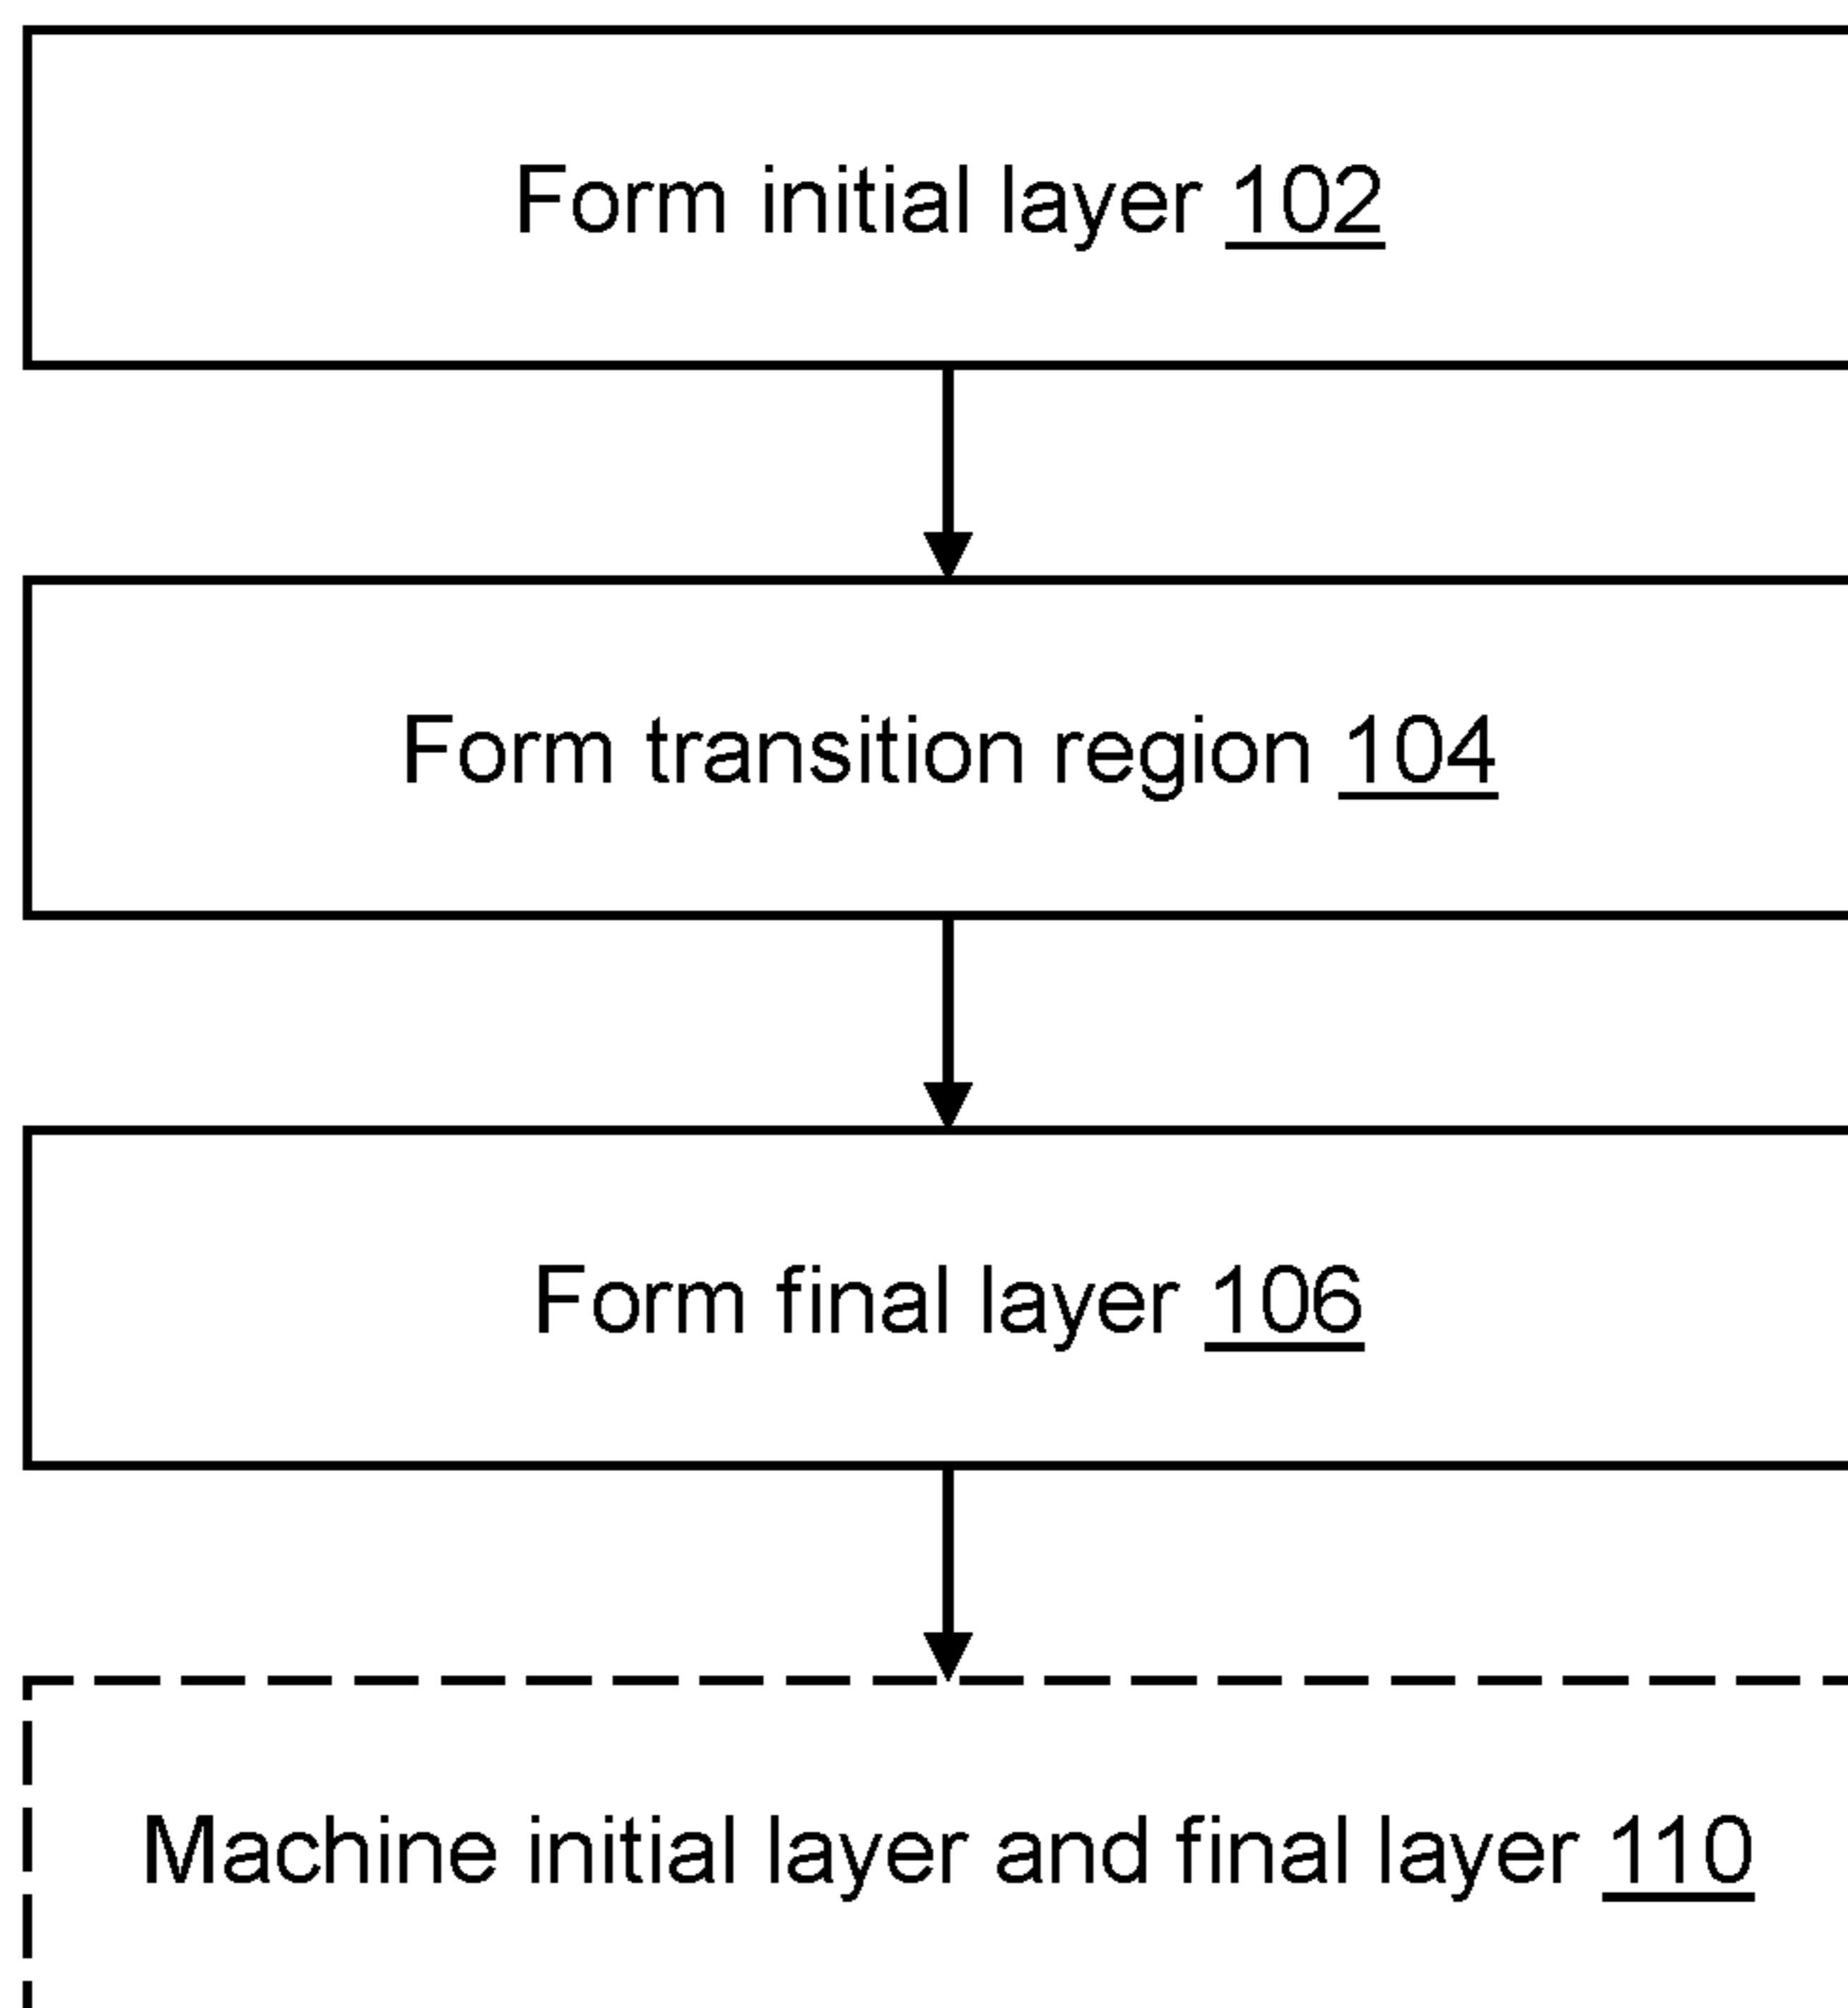 Form initial layer 102
Form transition region 104
Form final layer 106
Machine initial layer and final layer 110